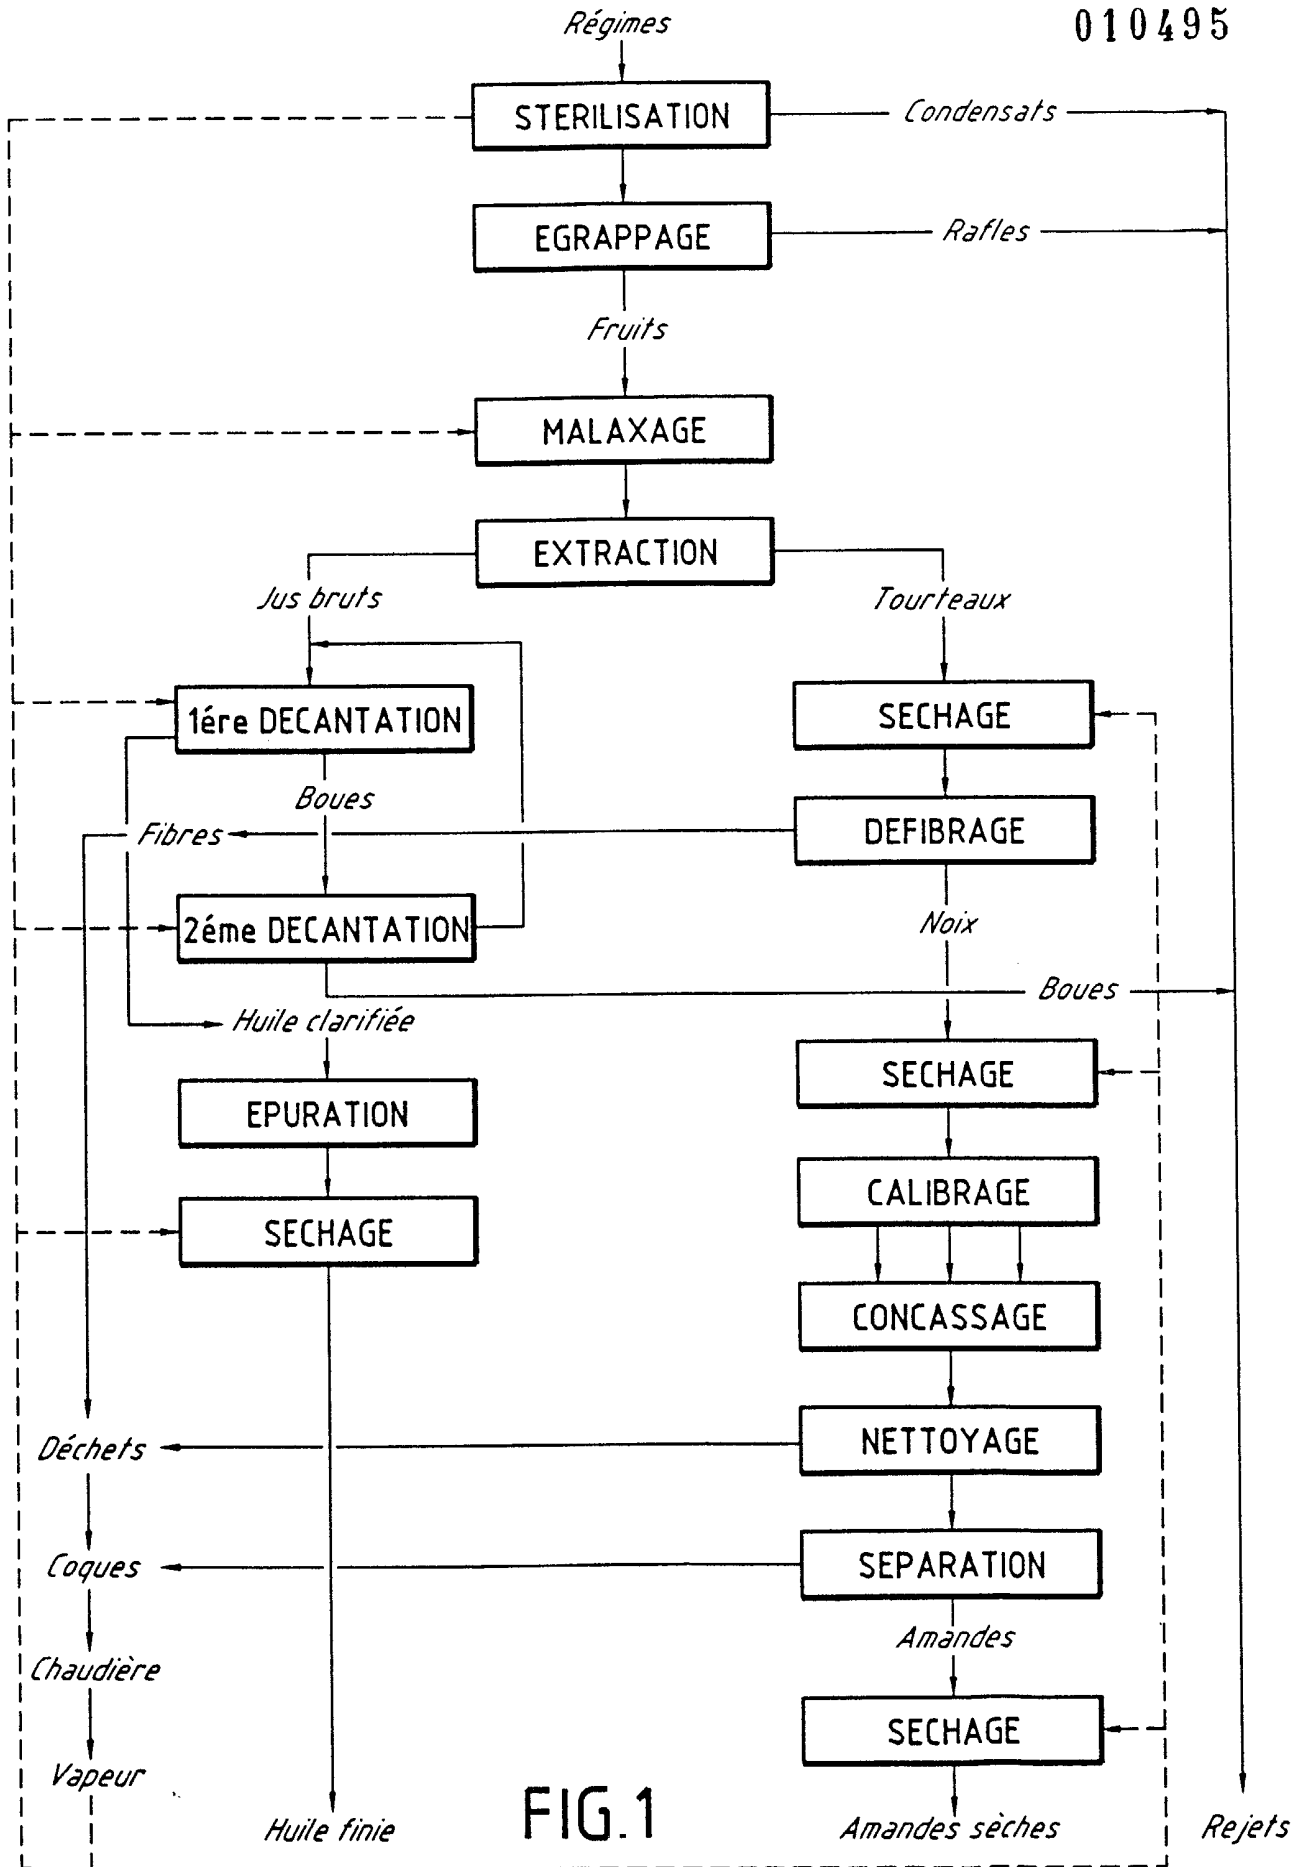 010495
Régimes
STERILISATION
Condensats
EGRAPPAGE
Rafles
Fruits
MALAXAGE
EXTRACTION
Jus bruts
Tourteaux
1ére DECANTATION
SECHAGE
Boues
Fibres
DEFIBRAGE
2éme DECANTATION
Noix
Boues
Huile clarifiée
SECHAGE
EPURATION
CALIBRAGE
SECHAGE
CONCASSAGE
Déchets
NETTOYAGE
Coques
SEPARATION
Amandes
Chaudière
SECHAGE
Vapeur
FIG.1
Huile finie
Amandes sèches
Rejets